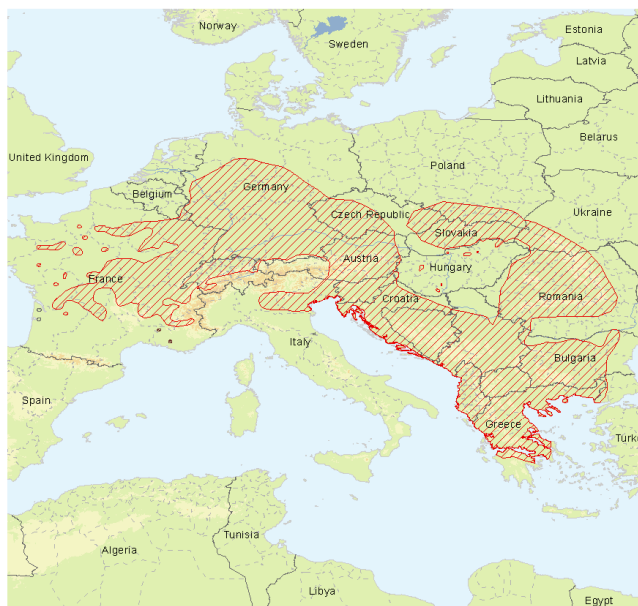 Norway
Sweden
Estonia
Latvia
Lithuania
Belarus
United Kingdom
Poland
Belgium
Germany
Czech Republic
Ukraine
Slovakia
Austria
Hungary
France
Croatia
Romania
Italy
Bulgaria
Spain
Greece
Turk
Algeria
Tunisia
Libya
Egypt